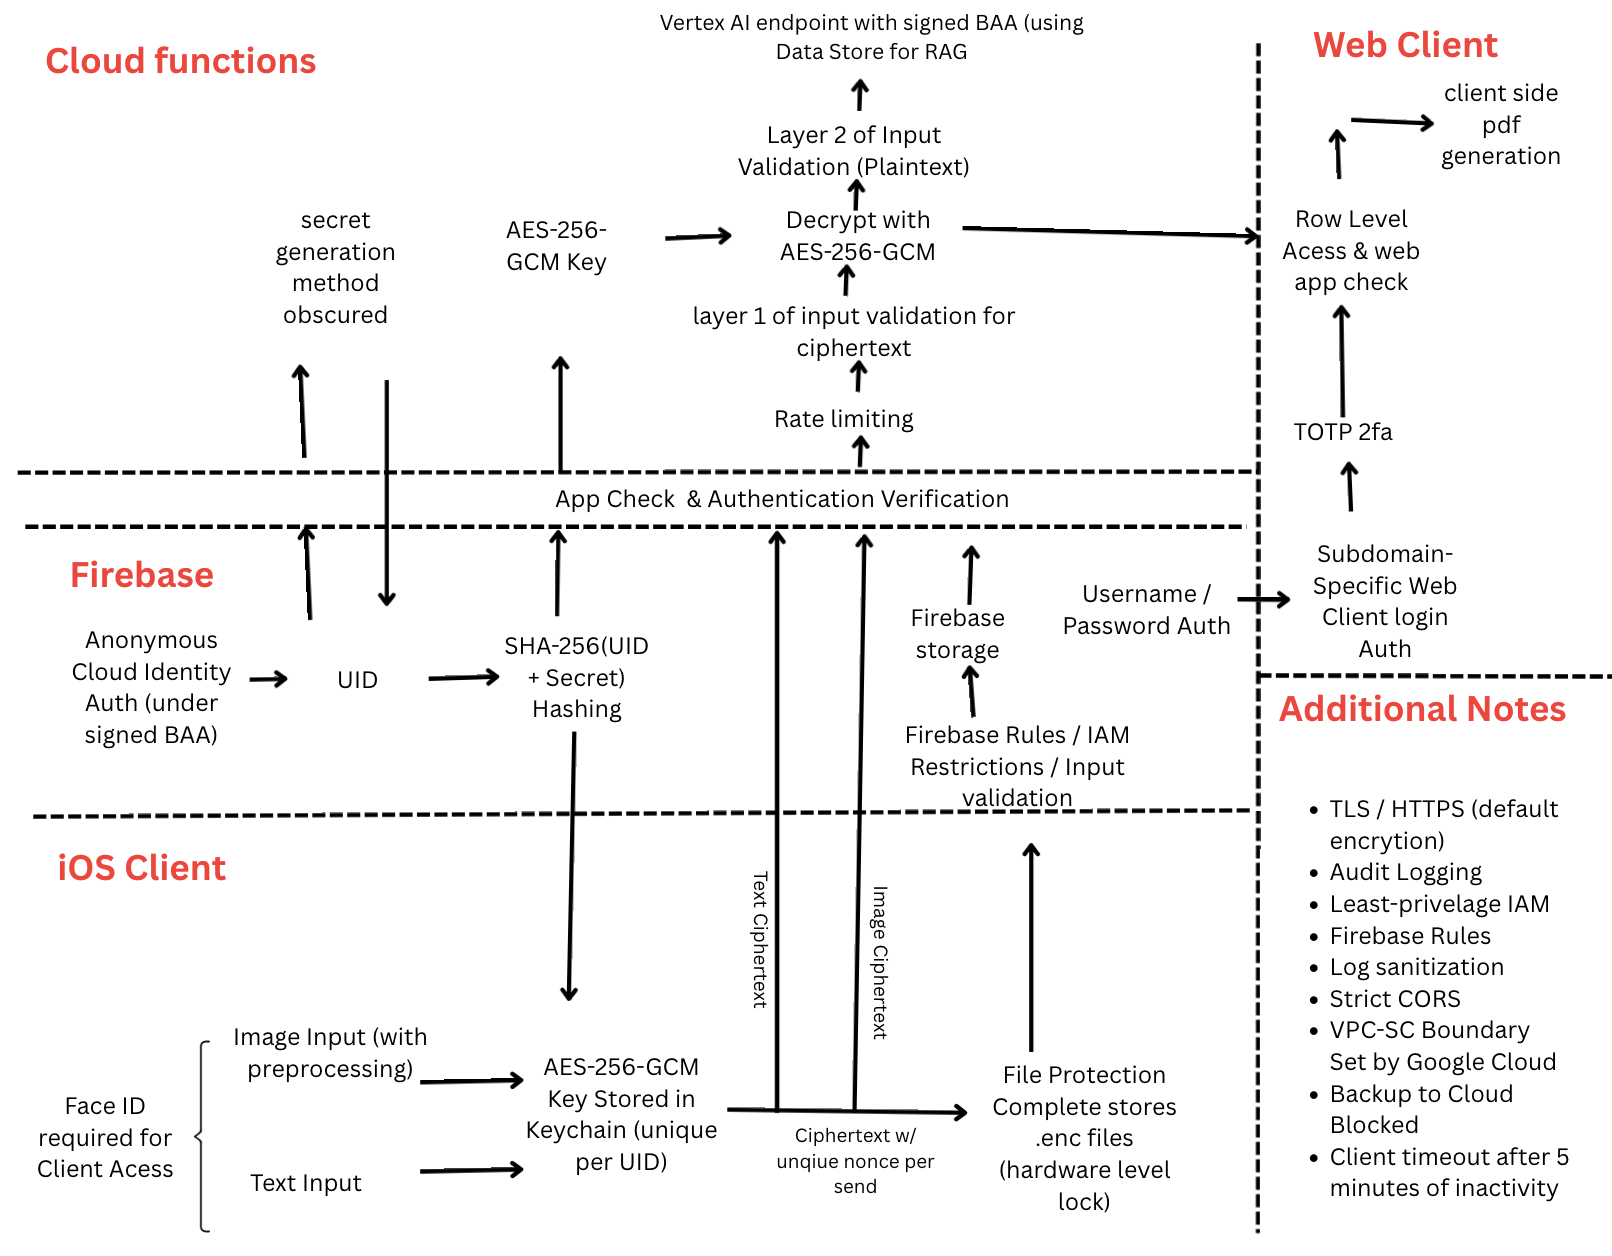 Cloud functions
Vertex AI endpoint with signed BAA (using
Data Store for RAG
Layer 2 of Input
Validation (Plaintext)
secret
generation
method
obscured
AES-256-
GCM Key
Decrypt with
AES-256-GCM
layer 1 of input validation for
ciphertext
Rate limiting
App Check & Authentication Verification
Firebase
Anonymous
Cloud Identity
Auth (under
signed BAA)
UID
SHA-256(UID
+ Secret)
Hashing
Firebase
storage
Firebase Rules / IAM
Restrictions / Input
validation
Username /
Password Auth
iOS Client
Text Ciphertext
Image Ciphertext
Face ID
required for
Client Acess
Image Input (with
preprocessing)
Text Input
AES-256-GCM
Key Stored in
Keychain (unique
per UID)
Ciphertext w/
unqiue nonce per
send
File Protection
Complete stores
.enc files
(hardware level
lock)
Web Client
client side
pdf
generation
Row Level
Acess & web
app check
TOTP 2fa
Subdomain-
Specific Web
Client login
Auth
Additional Notes
• TLS / HTTPS (default
encrytion)
• Audit Logging
• Least-privelage IAM
• Firebase Rules
• Log sanitization
• Strict CORS
• VPC-SC Boundary
Set by Google Cloud
• Backup to Cloud
Blocked
• Client timeout after 5
minutes of inactivity